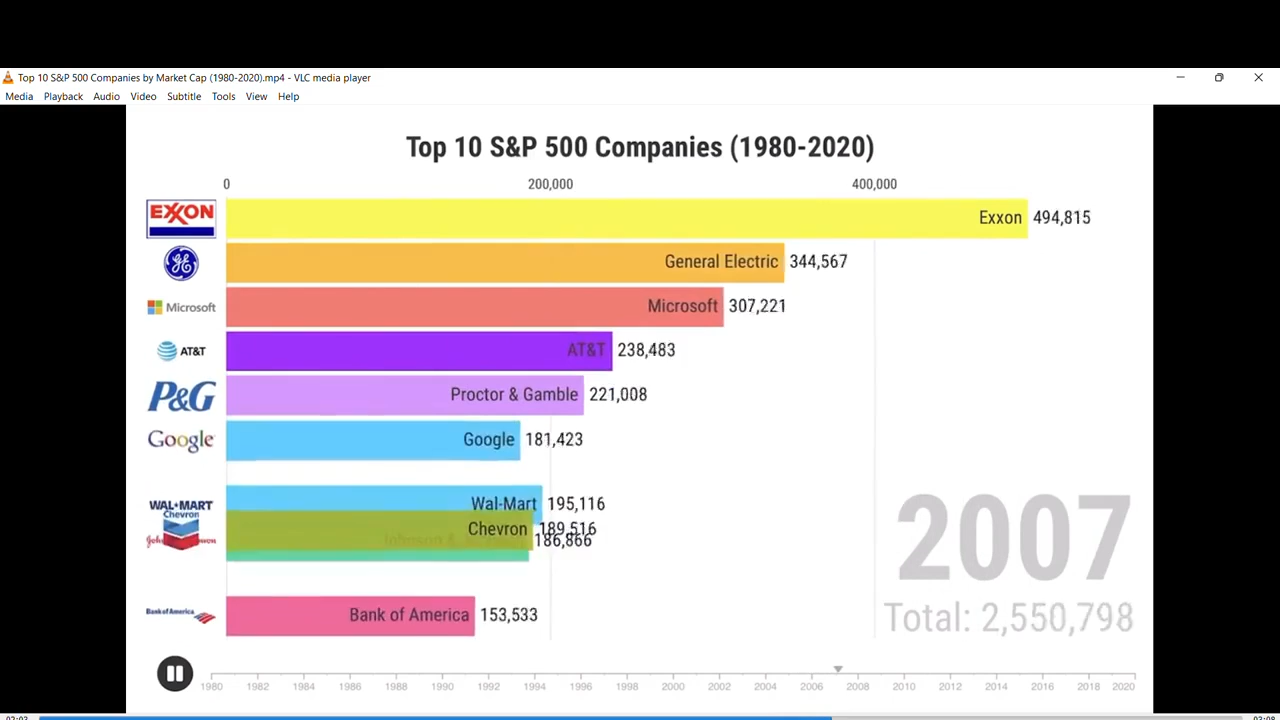 Top 10 S&P 500 Companies by Market Cap (1980-2020).mp4 - VLC media player
Media Playback Audio Video Subtitle Tools View Help
Top 10 S&P 500 Companies (1980-2020)
0 200,000 400,000
EXXON Exxon 494,815
GE General Electric 344,567
Microsoft Microsoft 307,221
AT&T AT&T 238,483
P&G Proctor & Gamble 221,008
Google Google 181,423
WAL★MART Wal-Mart 195,116
Chevron Chevron 189,516
186,866
Bank of America Bank of America 153,533
2007
Total: 2,550,798
1980 1982 1984 1986 1988 1990 1992 1994 1996 1998 2000 2002 2004 2006 2008 2010 2012 2014 2016 2018 2020